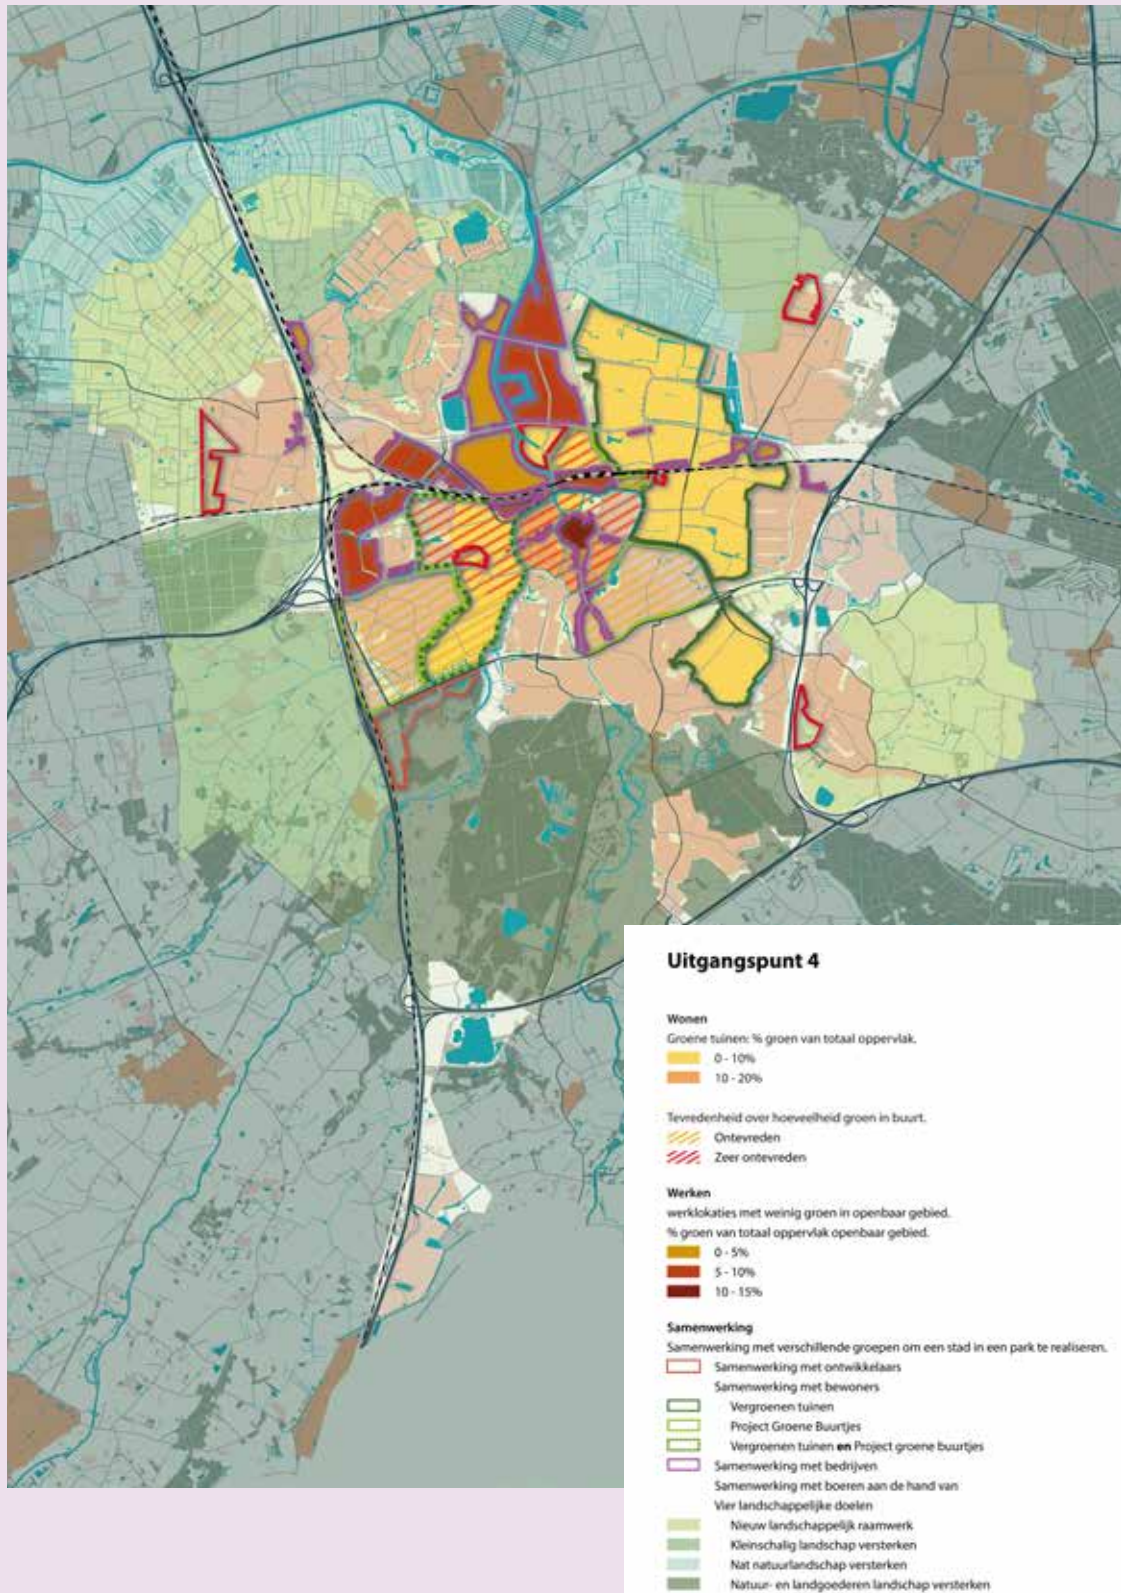 Uitgangspunt 4
Wonen
Groene tuinen: % groen van totaal oppervlak.
0 - 10%
10 - 20%
Tevredenheid over hoeveelheid groen in buurt.
Ontevreden
Zeer ontevreden
Werken
werklokaties met weinig groen in openbaar gebied.
% groen van totaal oppervlak openbaar gebied.
0 - 5%
5 - 10%
10 - 15%
Samenwerking
Samenwerking met verschillende groepen om een stad in een park te realiseren.
Samenwerking met ontwikkelaars
Samenwerking met bewoners
Vergroenen tuinen
Project Groene Buurtjes
Vergroenen tuinen en Project groene buurtjes
Samenwerking met bedrijven
Samenwerking met boeren aan de hand van
Vier landschappelijke doelen
Nieuw landschappelijk raamwerk
Kleinschalig landschap versterken
Nat natuurlandschap versterken
Natuur- en landgoederen landschap versterken